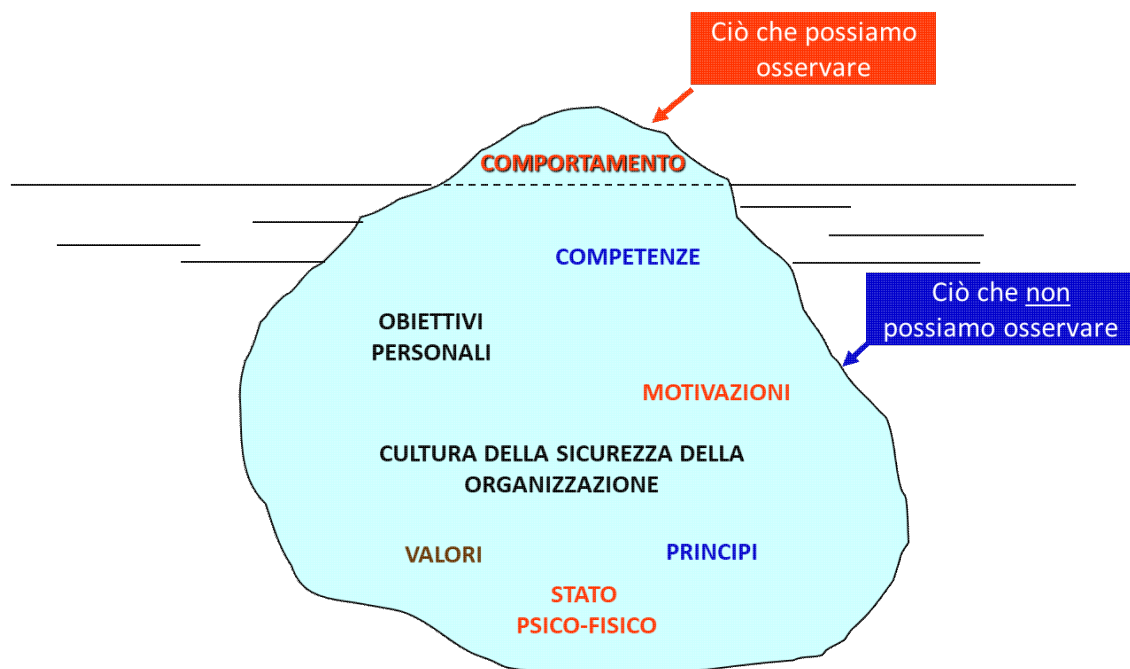 Ciò che possiamo
osservare
COMPORTAMENTO
COMPETENZE
Ciò che non
possiamo osservare
OBIETTIVI
PERSONALI
MOTIVAZIONI
CULTURA DELLA SICUREZZA DELLA
ORGANIZZAZIONE
VALORI
PRINCIPI
STATO
PSICO-FISICO